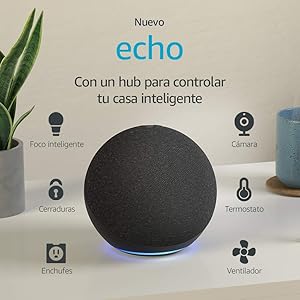 Nuevo
echo
Con un hub para controlar
tu casa inteligente
Foco inteligente
Cámara
Cerraduras
Termostato
Enchufes
Ventilador